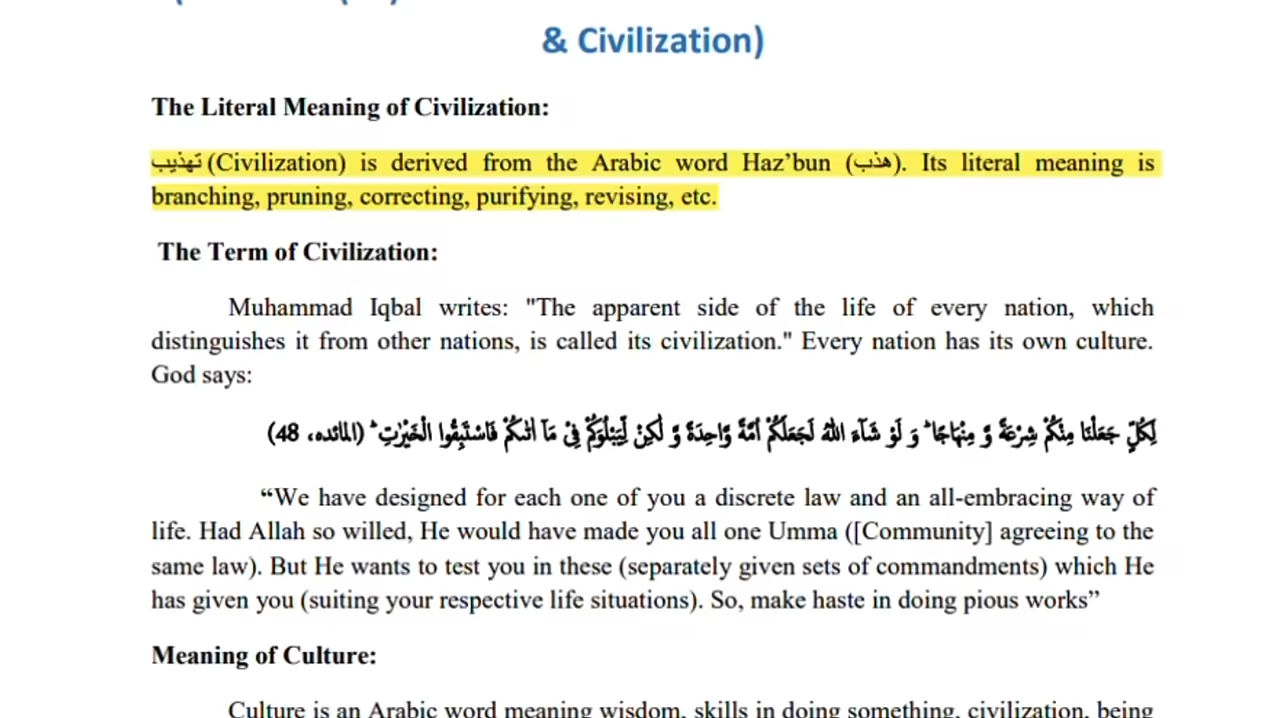 & Civilization)
The Literal Meaning of Civilization:
تهذیب (Civilization) is derived from the Arabic word Haz’bun (هذب). Its literal meaning is
branching, pruning, correcting, purifying, revising, etc.
The Term of Civilization:
Muhammad Iqbal writes: "The apparent side of the life of every nation, which
distinguishes it from other nations, is called its civilization." Every nation has its own culture.
God says:
لِكُلٍّ جَعَلْنَا مِنْكُمْ شِرْعَةً وَّ مِنْهَاجًا ؕ وَ لَوْ شَآءَ اللهُ لَجَعَلَكُمْ اُمَّةً وَّاحِدَةً وَّ لٰكِنْ لِّیَبْلُوَكُمْ فِیْ مَاۤ اٰتٰىكُمْ فَاسْتَبِقُوا الْخَیْرٰتِ ؕ (المائدہ، 48)
“We have designed for each one of you a discrete law and an all-embracing way of
life. Had Allah so willed, He would have made you all one Umma ([Community] agreeing to the
same law). But He wants to test you in these (separately given sets of commandments) which He
has given you (suiting your respective life situations). So, make haste in doing pious works”
Meaning of Culture:
Culture is an Arabic word meaning wisdom, skills in doing something, civilization, being